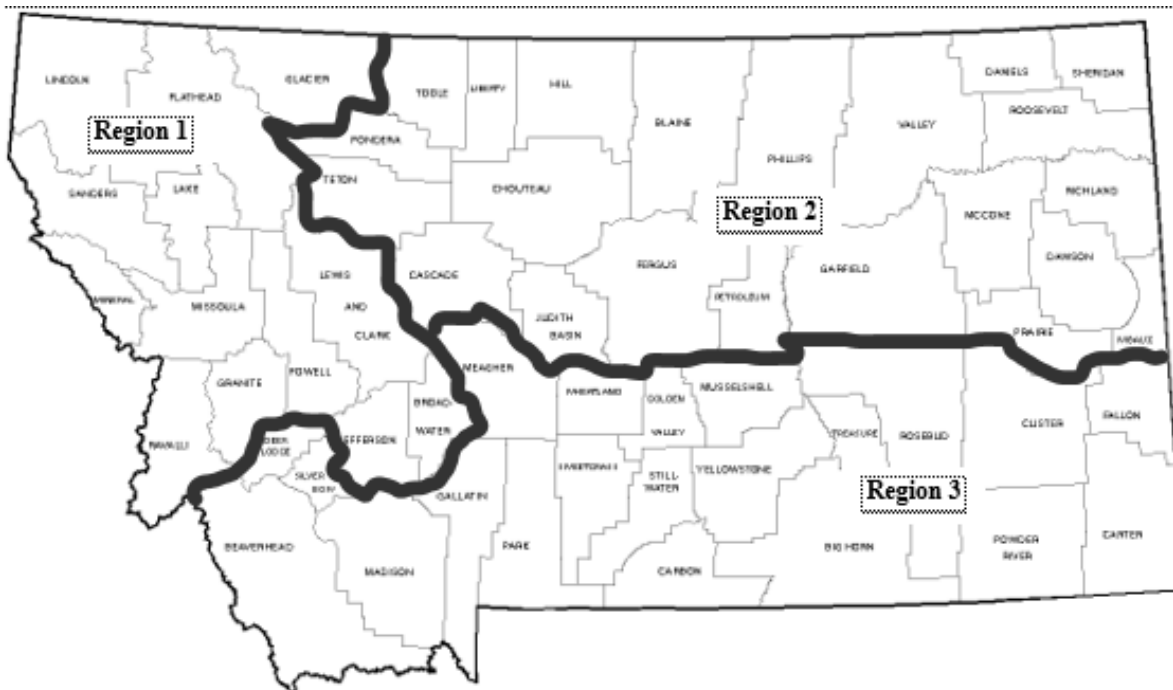 LINCOLN
FLATHEAD
GLACIER
TOOLE
LIBERTY
HILL
BLAINE
PHILLIPS
VALLEY
DANIELS
SHERIDAN
ROOSEVELT
Region 1
PONDERA
SANDERS
LAKE
TETON
CHOUTEAU
Region 2
MCCONE
RICHLAND
DAWSON
MINERAL
MISSOULA
LEWIS
AND
CLARK
CASCADE
JUDITH
BASIN
FERGUS
PETROLEUM
GARFIELD
PRAIRIE
WIBAUX
GRANITE
POWELL
MEAGHER
BROAD-
WATER
GOLDEN
VALLEY
MUSSELSHELL
TREASURE
ROSEBUD
CUSTER
FALLON
RAVALLI
DEER
LODGE
JEFFERSON
SILVER
BOW
GALLATIN
STILL-
WATER
YELLOWSTONE
Region 3
BEAVERHEAD
MADISON
PARK
CARBON
BIG HORN
POWDER
RIVER
CARTER